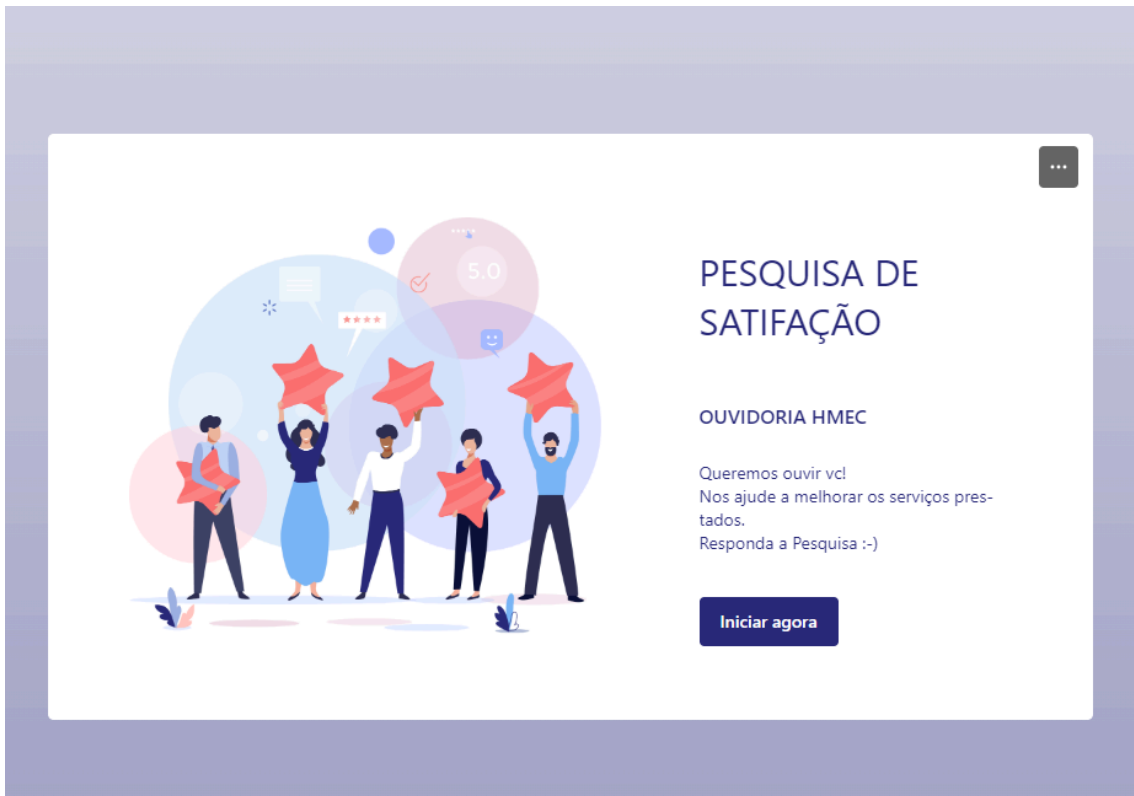 5.0
PESQUISA DE
SATIFAÇÃO
OUVIDORIA HMEC
Queremos ouvir vc!
Nos ajude a melhorar os serviços pres-
tados.
Responda a Pesquisa :-)
Iniciar agora